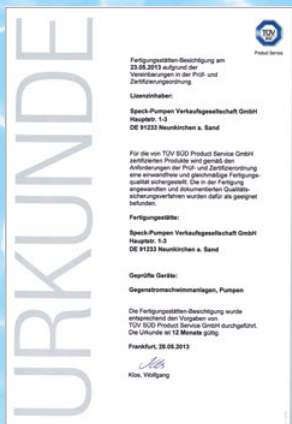 URKUNDE
TÜV
SÜD
Product Service
Fertigungsstätten-Besichtigung am
23.05.2013 aufgrund der
Vereinbarungen in der Prüf- und
Zertifizierungsordnung.
Lizenzinhaber:
Speck-Pumpen Verkaufsgesellschaft GmbH
Hauptstr. 1-3
DE 91233 Neunkirchen a. Sand
Für die von TÜV SÜD Product Service GmbH
zertifizierten Produkte wird gemäß den
Anforderungen der Prüf- und Zertifizierordnung
eine einwandfreie und gleichmäßige Fertigungs-
qualität sichergestellt. Die in der Fertigung
angewandten und dokumentierten Qualitäts-
sicherungsverfahren wurden dafür als geeignet
befunden.
Fertigungsstätte:
Speck-Pumpen Verkaufsgesellschaft GmbH
Hauptstr. 1-3
DE 91233 Neunkirchen a. Sand
Geprüfte Geräte:
Gegenstromschwimmanlagen, Pumpen
Die Fertigungsstätten-Besichtigung wurde
entsprechend den Vorgaben von
TÜV SÜD Product Service GmbH durchgeführt.
Die Urkunde ist 12 Monate gültig.
Frankfurt, 29.05.2013
Klos, Wolfgang